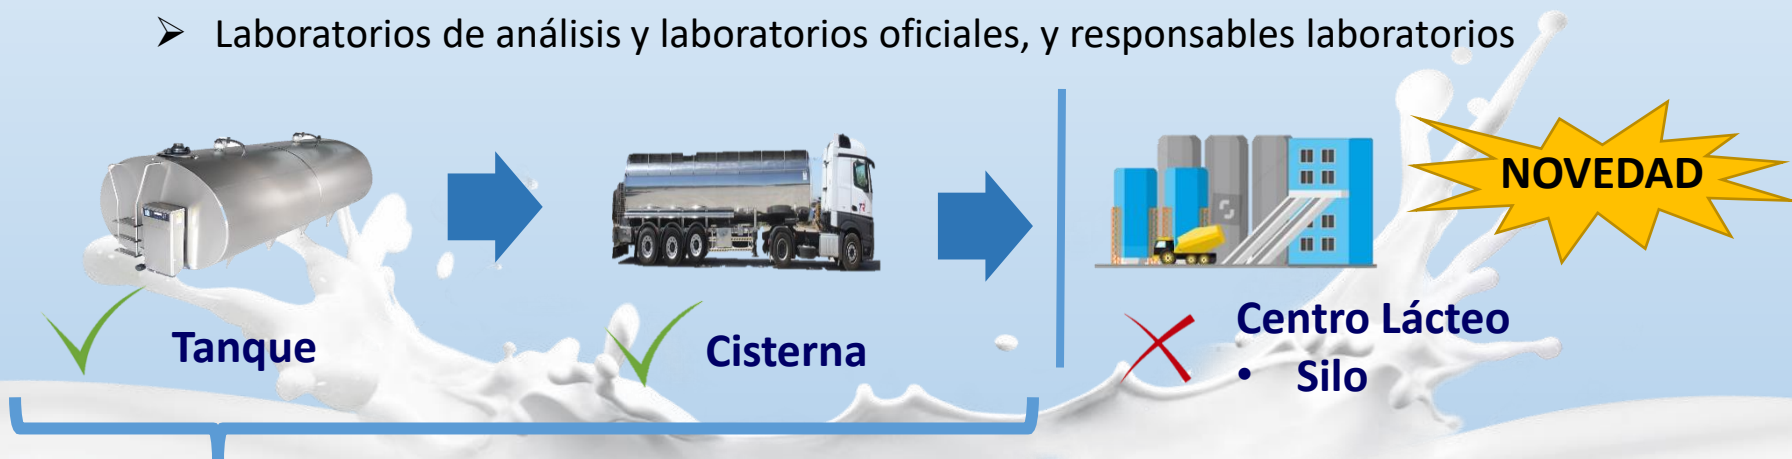 ➢ Laboratorios de análisis y laboratorios oficiales, y responsables laboratorios
NOVEDAD
Tanque
Cisterna
Centro Lácteo
• Silo